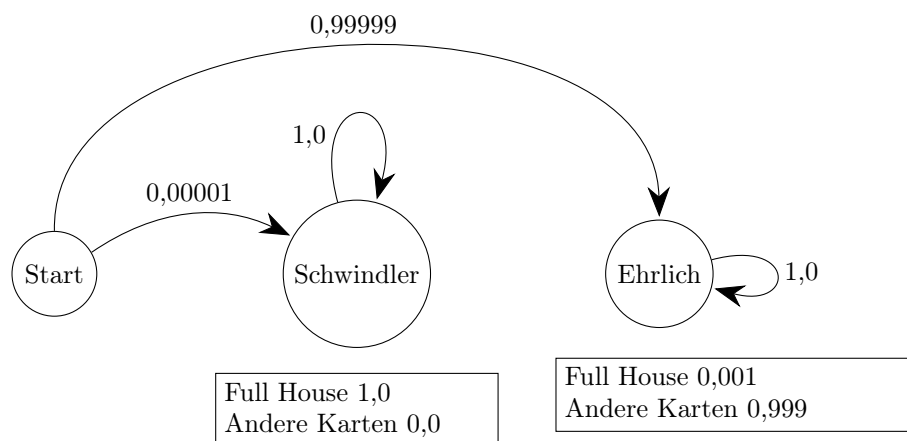 0,99999
1,0
0,00001
Start
Schwindler
Ehrlich
1,0
Full House 1,0
Andere Karten 0,0
Full House 0,001
Andere Karten 0,999